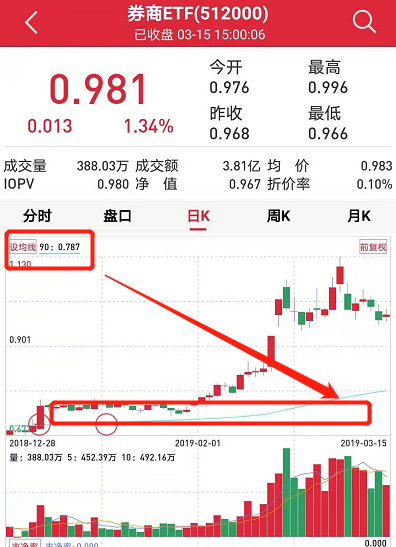 券商ETF(512000)
已收盘 03-15 15:00:06
0.981
0.013 1.34%
今开 最高
0.976 0.996
昨收 最低
0.968 0.966
成交量 388.03万 成交额 3.81亿 均 价 0.983
IOPV 0.980 净 值 0.967 折价率 0.10%
分时 盘口 日K 周K 月K
设均线 90: 0.787 前复权
1.130
0.901
2018-12-28 2019-02-01 2019-03-15
量: 388.03万 5: 452.39万 10: 492.16万
0.000